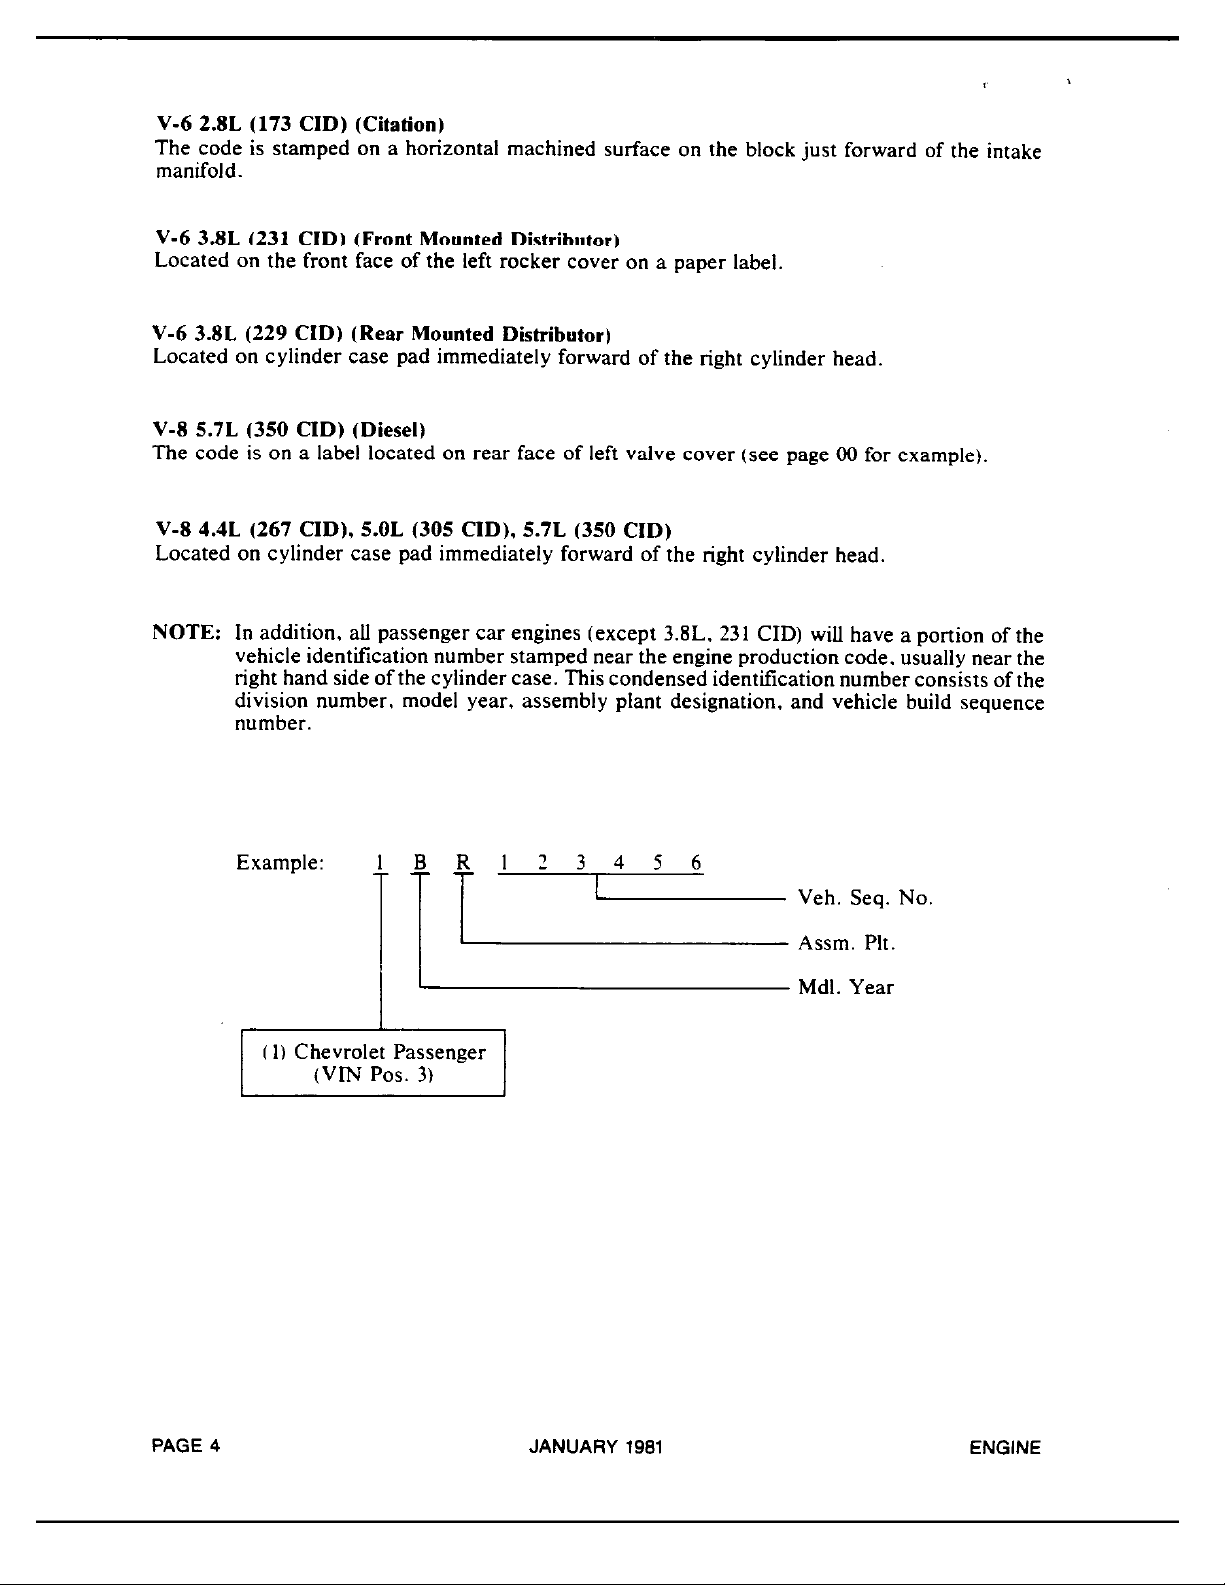 V-6 2.8L (173 CID) (Citation)
The code is stamped on a horizontal machined surface on the block just forward of the intake
manifold.
V-6 3.8L (231 CID) (Front Mounted Distributor)
Located on the front face of the left rocker cover on a paper label.
V-6 3.8L (229 CID) (Rear Mounted Distributor)
Located on cylinder case pad immediately forward of the right cylinder head.
V-8 5.7L (350 CID) (Diesel)
The code is on a label located on rear face of left valve cover (see page 00 for example).
V-8 4.4L (267 CID), 5.0L (305 CID), 5.7L (350 CID)
Located on cylinder case pad immediately forward of the right cylinder head.
NOTE: In addition, all passenger car engines (except 3.8L, 231 CID) will have a portion of the
vehicle identification number stamped near the engine production code, usually near the
right hand side of the cylinder case. This condensed identification number consists of the
division number, model year, assembly plant designation, and vehicle build sequence
number.
Example: 1 B R 1 2 3 4 5 6
Veh. Seq. No.
Assm. Plt.
Mdl. Year
(1) Chevrolet Passenger
(VIN Pos. 3)
PAGE 4 JANUARY 1981 ENGINE